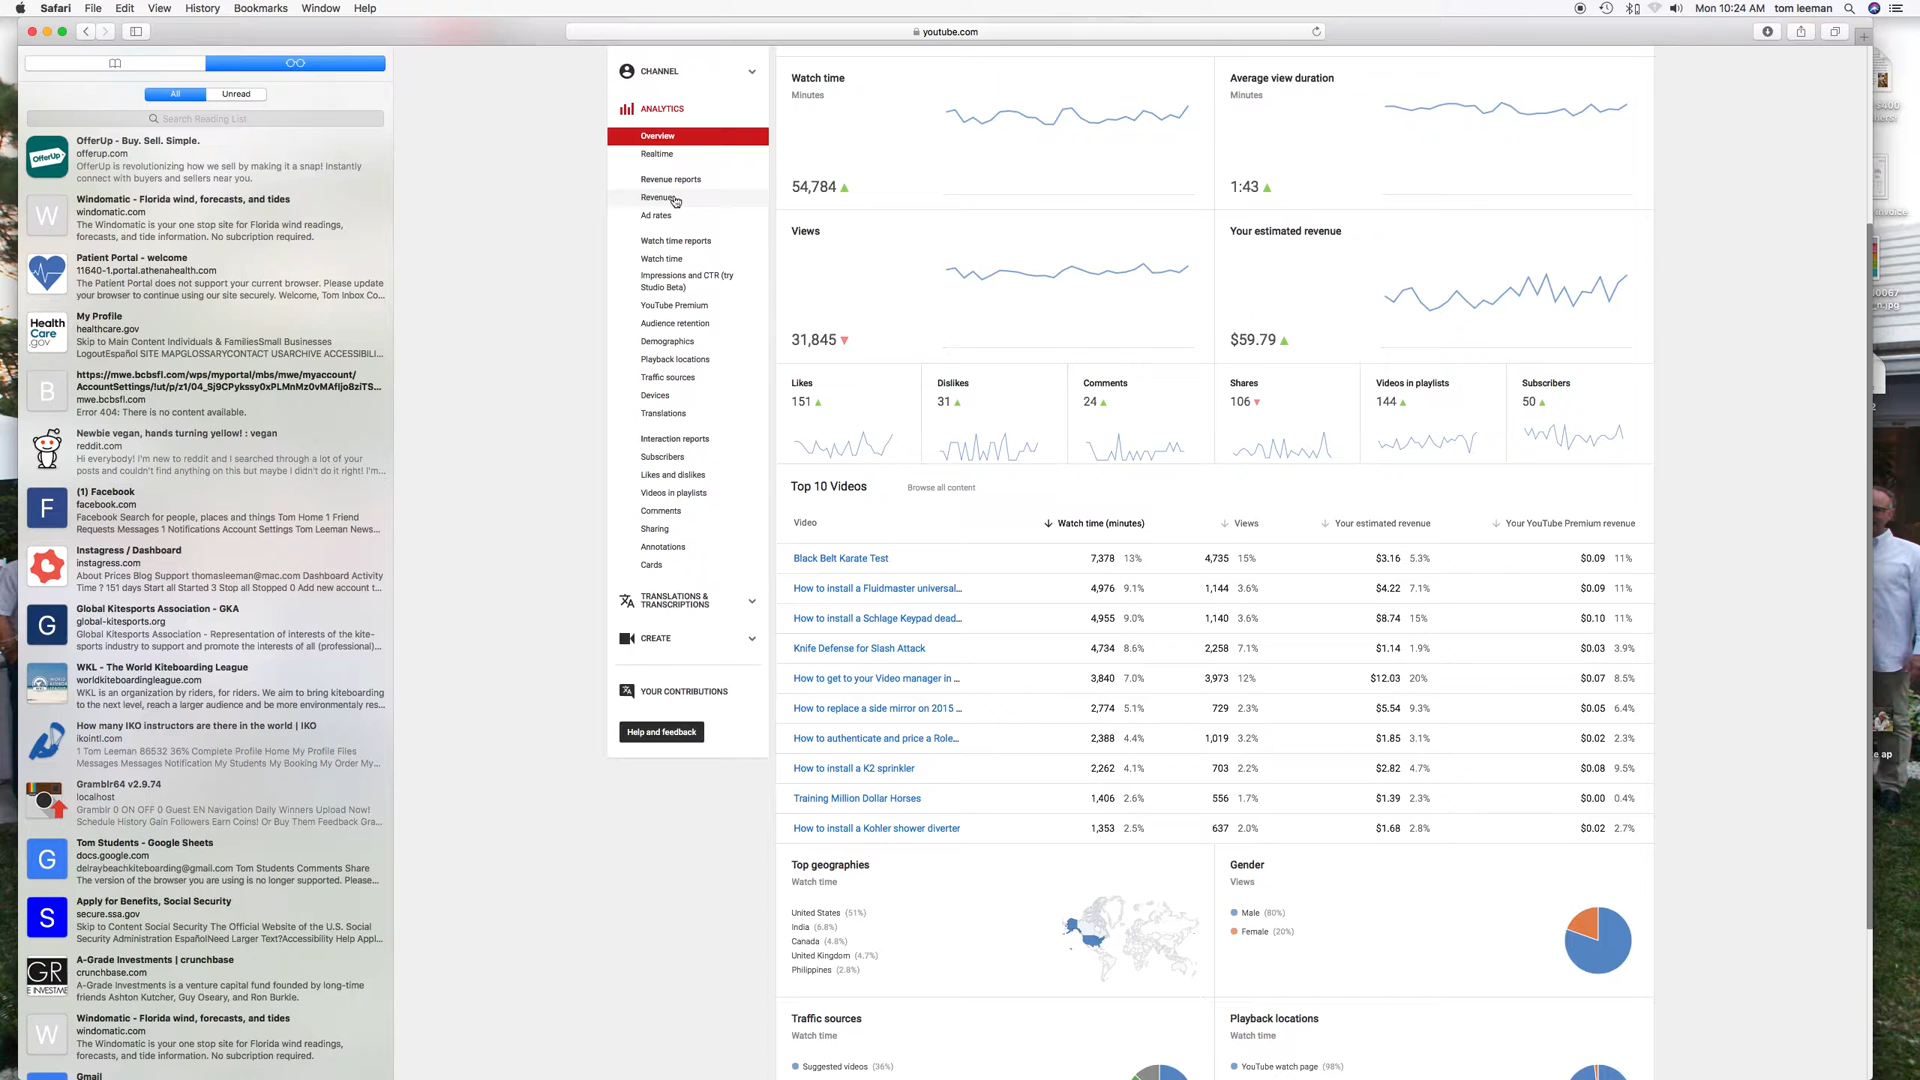 Safari File Edit View History Bookmarks Window Help
Mon 10:24 AM tom leeman
youtube.com
All Unread
Search Reading List
OfferUp - Buy. Sell. Simple.
offerup.com
OfferUp is revolutionizing how we sell by making it a snap! Instantly
connect with buyers and sellers near you.
Windomatic - Florida wind, forecasts, and tides
windomatic.com
The Windomatic is your one stop site for Florida wind readings,
forecasts, and tide information. No subcription required.
Patient Portal - welcome
11640-1.portal.athenahealth.com
The Patient Portal does not support your current browser. Please update
your browser to continue using our site securely. Welcome, Tom Inbox Co...
My Profile
healthcare.gov
Skip to Main Content Individuals & FamiliesSmall Businesses
LogoutEspañol SITE MAPGLOSSARYCONTACT USARCHIVE ACCESSIBILI...
https://mwe.bcbsfl.com/wps/myportal/mbs/mwe/myaccount/
mwe.bcbsfl.com
Error 404: There is no content available.
Newbie vegan, hands turning yellow! : vegan
reddit.com
Hi everybody! I'm new to reddit and I searched through a lot of your
posts and couldn't find anything on this but maybe I didn't do it right! I'm...
(1) Facebook
facebook.com
Facebook Search for people, places and things Tom Home 1 Friend
Requests Messages 1 Notifications Account Settings Tom Leeman News...
Instagress / Dashboard
instagress.com
About Prices Blog Support thomasleeman@mac.com Dashboard Activity
Time ? 151 days Start all Started 3 Stop all Stopped 0 Add new account t...
Global Kitesports Association - GKA
global-kitesports.org
Global Kitesports Association - Representation of interests of the kite-
sports industry to support and promote the interests of all (professional)...
WKL - The World Kiteboarding League
worldkiteboardingleague.com
WKL is an organization by riders, for riders. We aim to bring kiteboarding
to the next level, reach a larger audience and be more environmentaly res...
How many IKO instructors are there in the world | IKO
ikointl.com
1 Tom Leeman 86532 36% Complete Profile Home My Profile Files
Messages Messages Notification My Students My Booking My Order My...
Gramblr64 v2.9.74
localhost
Gramblr 0 ON OFF 0 Guest EN Navigation Daily Winners Upload Now!
Schedule History Gain Followers Earn Coins! Or Buy Them Feedback Gra...
Tom Students - Google Sheets
docs.google.com
delraybeachkiteboarding@gmail.com Tom Students Comments Share
The version of the browser you are using is no longer supported. Please...
Apply for Benefits, Social Security
secure.ssa.gov
Skip to Content Social Security The Official Website of the U.S. Social
Security Administration EspañolNeed Larger Text?Accessibility Help Appl...
A-Grade Investments | crunchbase.com
crunchbase.com
A-Grade Investments is a venture capital fund founded by long-time
friends Ashton Kutcher, Guy Oseary, and Ron Burkle.
Windomatic - Florida wind, forecasts, and tides
windomatic.com
The Windomatic is your one stop site for Florida wind readings,
forecasts, and tide information. No subscription required.
Gmail
CHANNEL
ANALYTICS
Overview
Realtime
Revenue reports
Revenue
Ad rates
Watch time reports
Watch time
Impressions and CTR (try
Studio Beta)
YouTube Premium
Audience retention
Demographics
Playback locations
Traffic sources
Devices
Translations
Interaction reports
Subscribers
Likes and dislikes
Videos in playlists
Comments
Sharing
Annotations
Cards
TRANSLATIONS &
TRANSCRIPTIONS
CREATE
YOUR CONTRIBUTIONS
Help and feedback
Watch time
Minutes
54,784
Average view duration
Minutes
1:43
Views
31,845
Your estimated revenue
$59.79
Likes Dislikes Comments Shares Videos in playlists Subscribers
151 31 24 106 144 50
Top 10 Videos Browse all content
Video Watch time (minutes) Views Your estimated revenue Your YouTube Premium revenue
Black Belt Karate Test 7,378 13% 4,735 15% $3.16 5.3% $0.09 11%
How to install a Fluidmaster universal... 4,976 9.1% 1,144 3.6% $4.22 7.1% $0.09 11%
How to install a Schlage Keypad dead... 4,955 9.0% 1,140 3.6% $8.74 15% $0.10 11%
Knife Defense for Slash Attack 4,734 8.6% 2,258 7.1% $1.14 1.9% $0.03 3.9%
How to get to your Video manager in ... 3,840 7.0% 3,973 12% $12.03 20% $0.07 8.5%
How to replace a side mirror on 2015 ... 2,774 5.1% 729 2.3% $5.54 9.3% $0.05 6.4%
How to authenticate and price a Role... 2,388 4.4% 1,019 3.2% $1.85 3.1% $0.02 2.3%
How to install a K2 sprinkler 2,262 4.1% 703 2.2% $2.82 4.7% $0.08 9.5%
Training Million Dollar Horses 1,406 2.6% 556 1.7% $1.39 2.3% $0.00 0.4%
How to install a Kohler shower diverter 1,353 2.5% 637 2.0% $1.68 2.8% $0.02 2.7%
Top geographies
Watch time
United States (51%)
India (6.8%)
Canada (4.8%)
United Kingdom (4.7%)
Philippines (2.8%)
Gender
Views
Male (80%)
Female (20%)
Traffic sources
Watch time
Suggested videos (36%)
Playback locations
Watch time
YouTube watch page (98%)